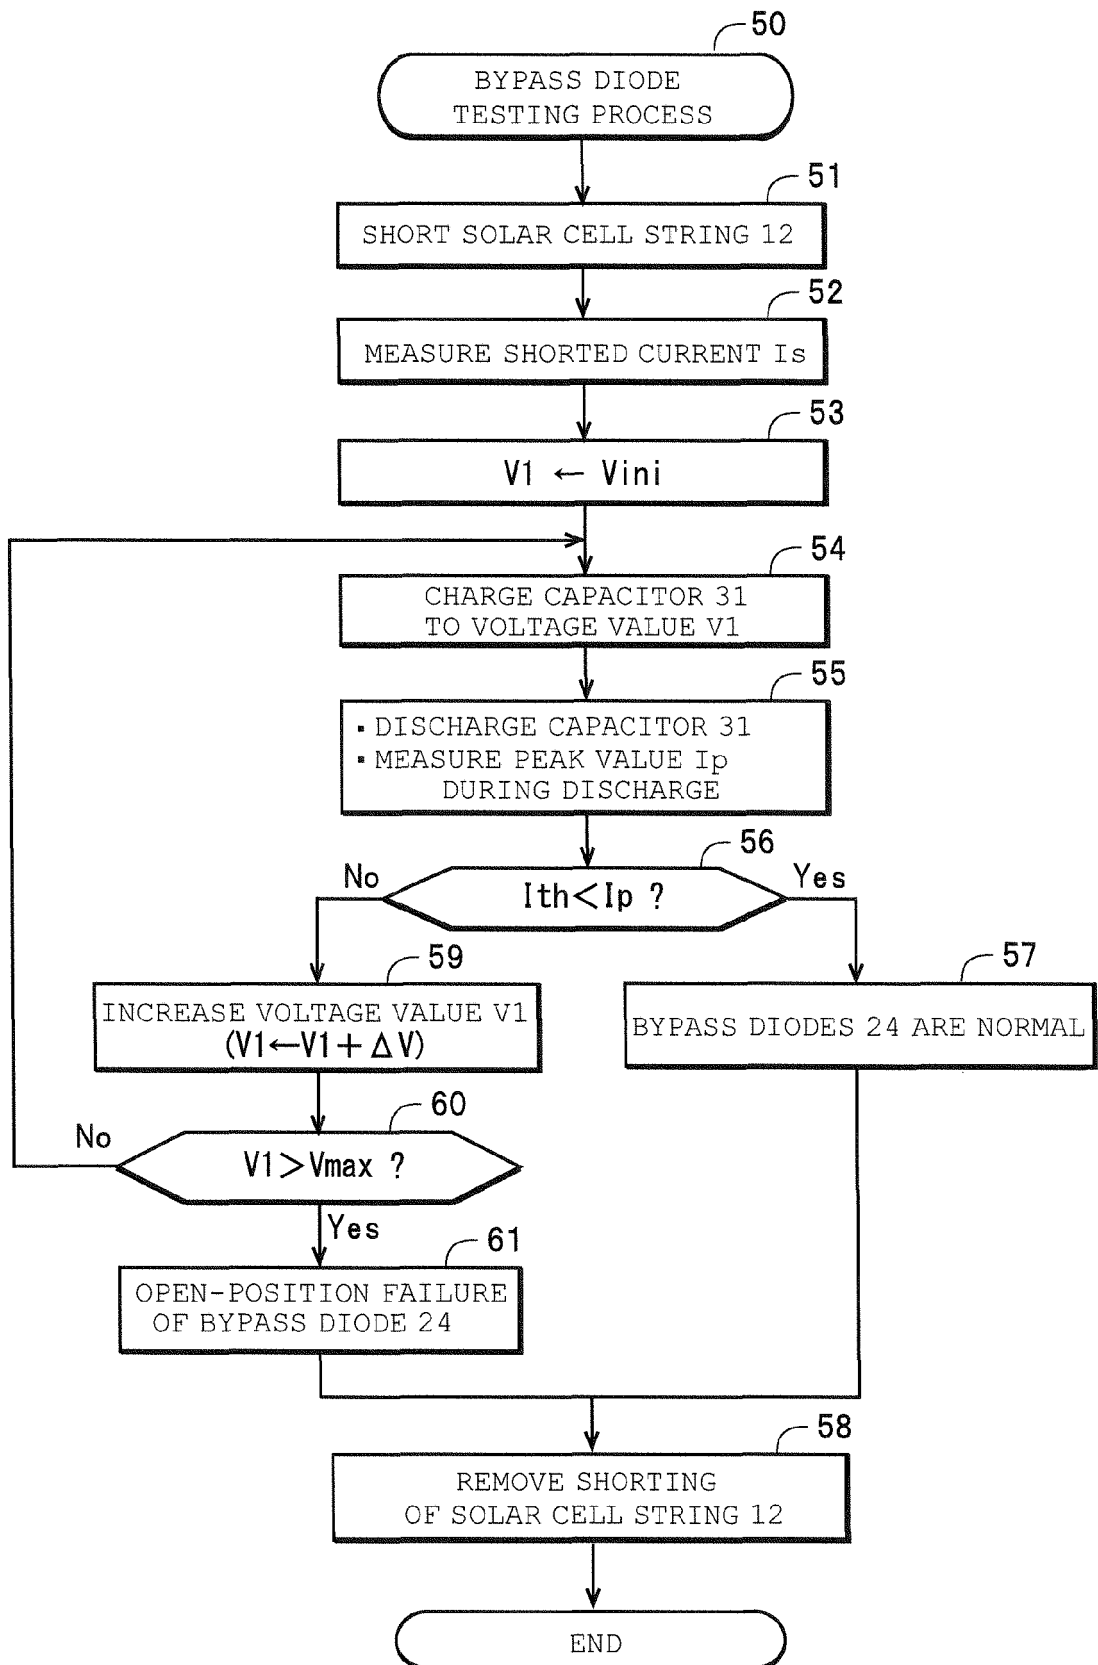 50
BYPASS DIODE
TESTING PROCESS
51
SHORT SOLAR CELL STRING 12
52
MEASURE SHORTED CURRENT Is
53
V1 ← Vini
54
CHARGE CAPACITOR 31
TO VOLTAGE VALUE V1
55
▪ DISCHARGE CAPACITOR 31
▪ MEASURE PEAK VALUE Ip
DURING DISCHARGE
56
No
Ith<Ip ?
Yes
59
INCREASE VOLTAGE VALUE V1
(V1←V1+ΔV)
57
BYPASS DIODES 24 ARE NORMAL
60
No
V1>Vmax ?
Yes
61
OPEN-POSITION FAILURE
OF BYPASS DIODE 24
58
REMOVE SHORTING
OF SOLAR CELL STRING 12
END